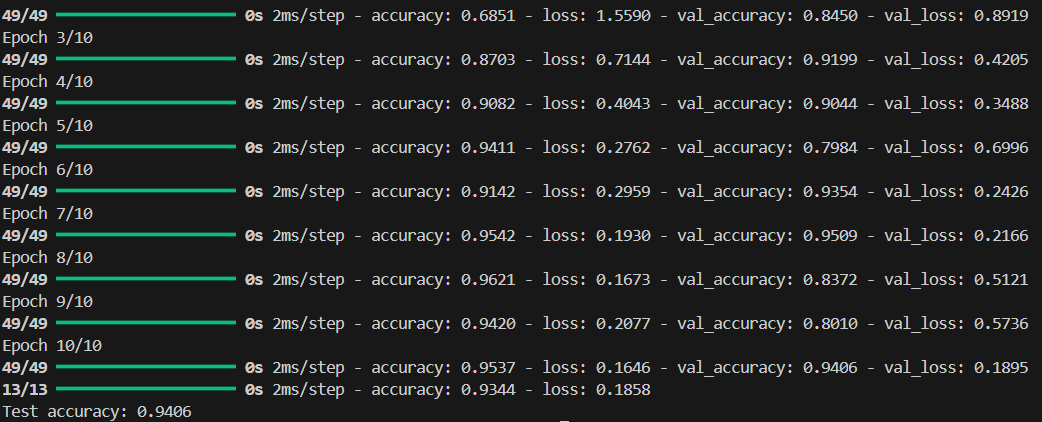 49/49 ━━━━━━━━━━━━━━━━━━━━ 0s 2ms/step - accuracy: 0.6851 - loss: 1.5590 - val_accuracy: 0.8450 - val_loss: 0.8919
Epoch 3/10
49/49 ━━━━━━━━━━━━━━━━━━━━ 0s 2ms/step - accuracy: 0.8703 - loss: 0.7144 - val_accuracy: 0.9199 - val_loss: 0.4205
Epoch 4/10
49/49 ━━━━━━━━━━━━━━━━━━━━ 0s 2ms/step - accuracy: 0.9082 - loss: 0.4043 - val_accuracy: 0.9044 - val_loss: 0.3488
Epoch 5/10
49/49 ━━━━━━━━━━━━━━━━━━━━ 0s 2ms/step - accuracy: 0.9411 - loss: 0.2762 - val_accuracy: 0.7984 - val_loss: 0.6996
Epoch 6/10
49/49 ━━━━━━━━━━━━━━━━━━━━ 0s 2ms/step - accuracy: 0.9142 - loss: 0.2959 - val_accuracy: 0.9354 - val_loss: 0.2426
Epoch 7/10
49/49 ━━━━━━━━━━━━━━━━━━━━ 0s 2ms/step - accuracy: 0.9542 - loss: 0.1930 - val_accuracy: 0.9509 - val_loss: 0.2166
Epoch 8/10
49/49 ━━━━━━━━━━━━━━━━━━━━ 0s 2ms/step - accuracy: 0.9621 - loss: 0.1673 - val_accuracy: 0.8372 - val_loss: 0.5121
Epoch 9/10
49/49 ━━━━━━━━━━━━━━━━━━━━ 0s 2ms/step - accuracy: 0.9420 - loss: 0.2077 - val_accuracy: 0.8010 - val_loss: 0.5736
Epoch 10/10
49/49 ━━━━━━━━━━━━━━━━━━━━ 0s 2ms/step - accuracy: 0.9537 - loss: 0.1646 - val_accuracy: 0.9406 - val_loss: 0.1895
13/13 ━━━━━━━━━━━━━━━━━━━━ 0s 2ms/step - accuracy: 0.9344 - loss: 0.1858
Test accuracy: 0.9406